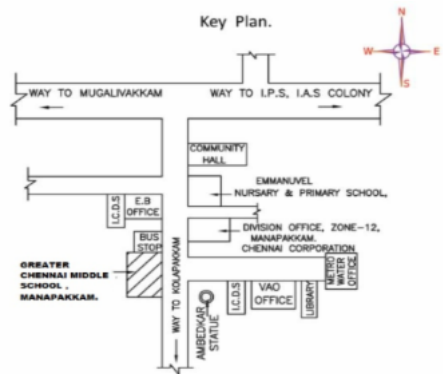 Key Plan.
N
W
E
S
WAY TO MUGALIVAKKAM
WAY TO I.P.S, I.A.S COLONY
COMMUNITY
HALL
EMMANUVEL
NURSARY & PRIMARY SCHOOL,
I.C.D.S
E.B
OFFICE
BUS
STOP
DIVISION OFFICE, ZONE-12,
MANAPAKKAM.
CHENNAI CORPORATION
GREATER
CHENNAI MIDDLE
SCHOOL,
MANAPAKKAM.
WAY TO KOLAPAKKAM
AMBEDKAR
STATUE
I.C.D.S
VAO
OFFICE
LIBRARY
METRO
WATER
OFFICE